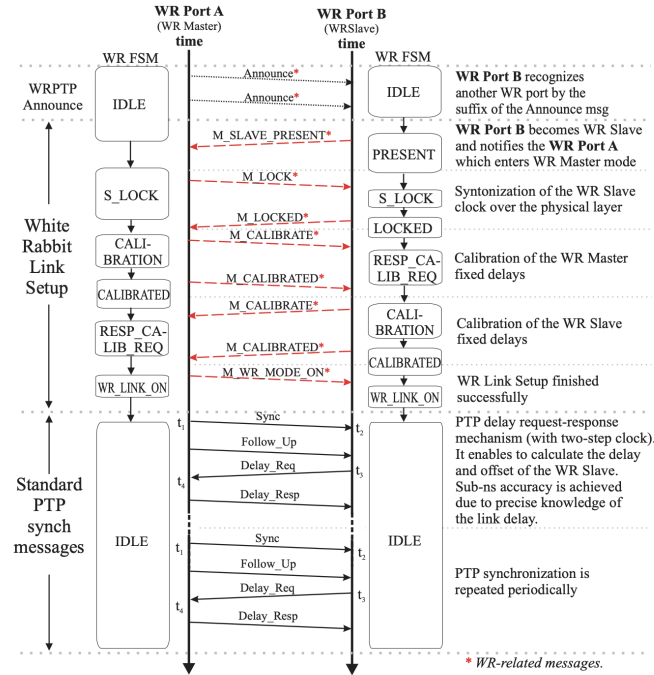 WR Port A
(WR Master)
time
WR Port B
(WRSlave)
time
WR FSM
WR FSM
WRPTP
Announce
IDLE
Announce*
Announce*
IDLE
WR Port B recognizes
another WR port by the
suffix of the Announce msg
White
Rabbit
Link
Setup
M_SLAVE_PRESENT*
PRESENT
WR Port B becomes WR Slave
and notifies the WR Port A
which enters WR Master mode
S_LOCK
M_LOCK*
S_LOCK
Syntonization of the WR Slave
clock over the physical layer
M_LOCKED*
LOCKED
CALI-
BRATION
M_CALIBRATE*
RESP_CA-
LIB_REQ
Calibration of the WR Master
fixed delays
CALIBRATED
M_CALIBRATED*
RESP_CA-
LIB_REQ
M_CALIBRATE*
CALI-
BRATION
Calibration of the WR Slave
fixed delays
M_CALIBRATED*
CALIBRATED
WR_LINK_ON
M_WR_MODE_ON*
WR_LINK_ON
WR Link Setup finished
successfully
Standard
PTP
synch
messages
IDLE
t1
Sync
t2
Follow_Up
Delay_Req
t3
t4
Delay_Resp
IDLE
PTP delay request-response
mechanism (with two-step clock).
It enables to calculate the delay
and offset of the WR Slave.
Sub-ns accuracy is achieved
due to precise knowledge of
the link delay.
t1
Sync
t2
Follow_Up
Delay_Req
t3
t4
Delay_Resp
PTP synchronization is
repeated periodically
* WR-related messages.